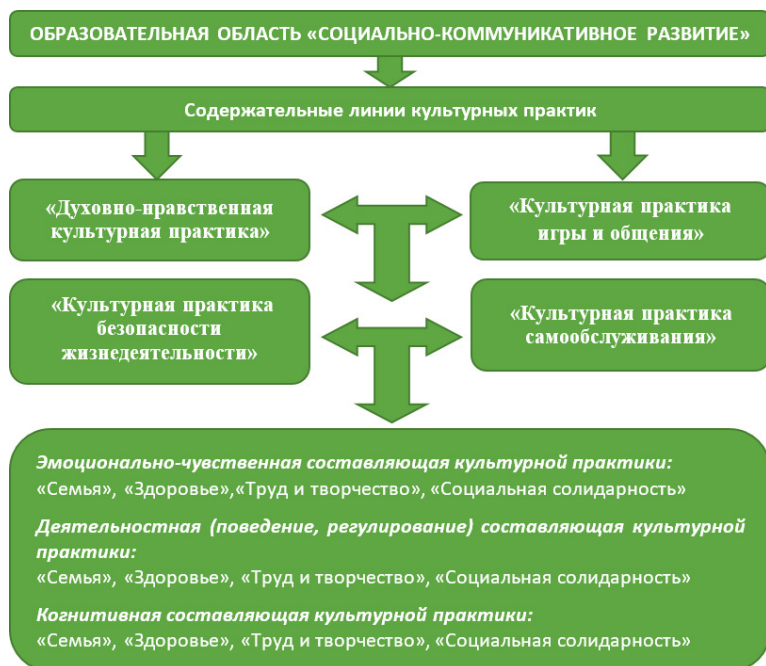 ОБРАЗОВАТЕЛЬНАЯ ОБЛАСТЬ «СОЦИАЛЬНО-КОММУНИКАТИВНОЕ РАЗВИТИЕ»
Содержательные линии культурных практик
«Духовно-нравственная
культурная практика»
«Культурная практика
игры и общения»
«Культурная практика
безопасности
жизнедеятельности»
«Культурная практика
самообслуживания»
Эмоционально-чувственная составляющая культурной практики:
«Семья», «Здоровье»,«Труд и творчество», «Социальная солидарность»
Деятельностная (поведение, регулирование) составляющая культурной
практики:
«Семья», «Здоровье», «Труд и творчество», «Социальная солидарность»
Когнитивная составляющая культурной практики:
«Семья», «Здоровье», «Труд и творчество», «Социальная солидарность»